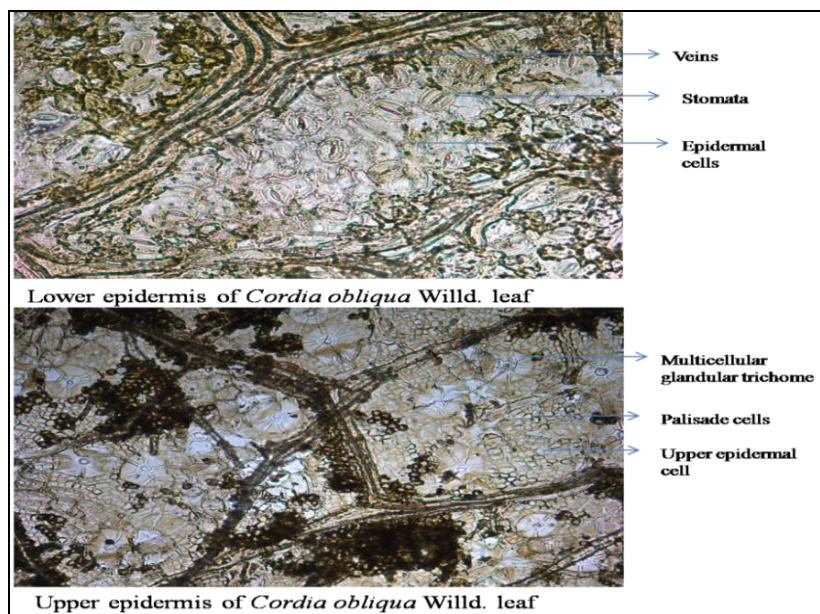 Veins
Stomata
Epidermal
cells
Lower epidermis of Cordia obliqua Willd. leaf
Multicellular
glandular trichome
Palisade cells
Upper epidermal
cell
Upper epidermis of Cordia obliqua Willd. leaf